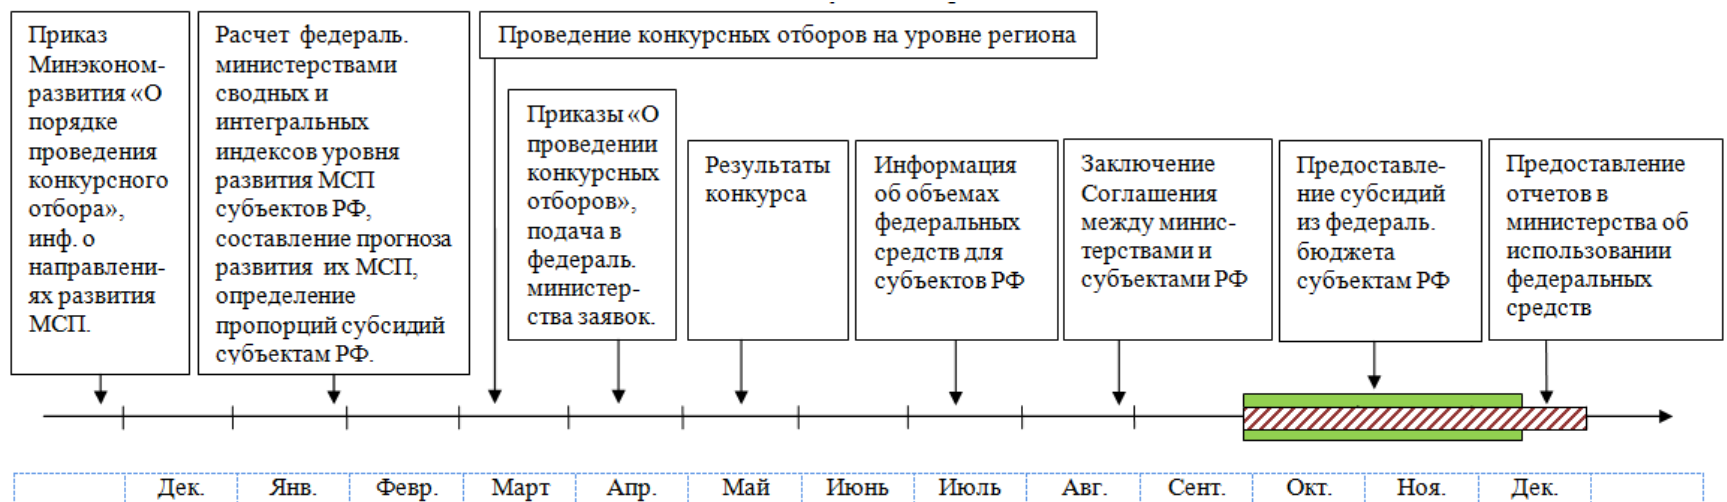 Приказ
Минэконом-
развития «О
порядке
проведения
конкурсного
отбора»,
инф. о
направлени-
ях развития
МСП.
Расчет федераль.
министерствами
сводных и
интегральных
индексов уровня
развития МСП
субъектов РФ,
составление прогноза
развития их МСП,
определение
пропорций субсидий
субъектам РФ.
Проведение конкурсных отборов на уровне региона
Приказы «О
проведении
конкурсных
отборов»,
подача в
федераль.
министер-
ства заявок.
Результаты
конкурса
Информация
об объемах
федеральных
средств для
субъектов РФ
Заключение
Соглашения
между минис-
терствами и
субъектами РФ
Предоставле-
ние субсидий
из федераль.
бюджета
субъектам РФ
Предоставление
отчетов в
министерства об
использовании
федеральных
средств
Дек. Янв. Февр. Март Апр. Май Июнь Июль Авг. Сент. Окт. Ноя. Дек.